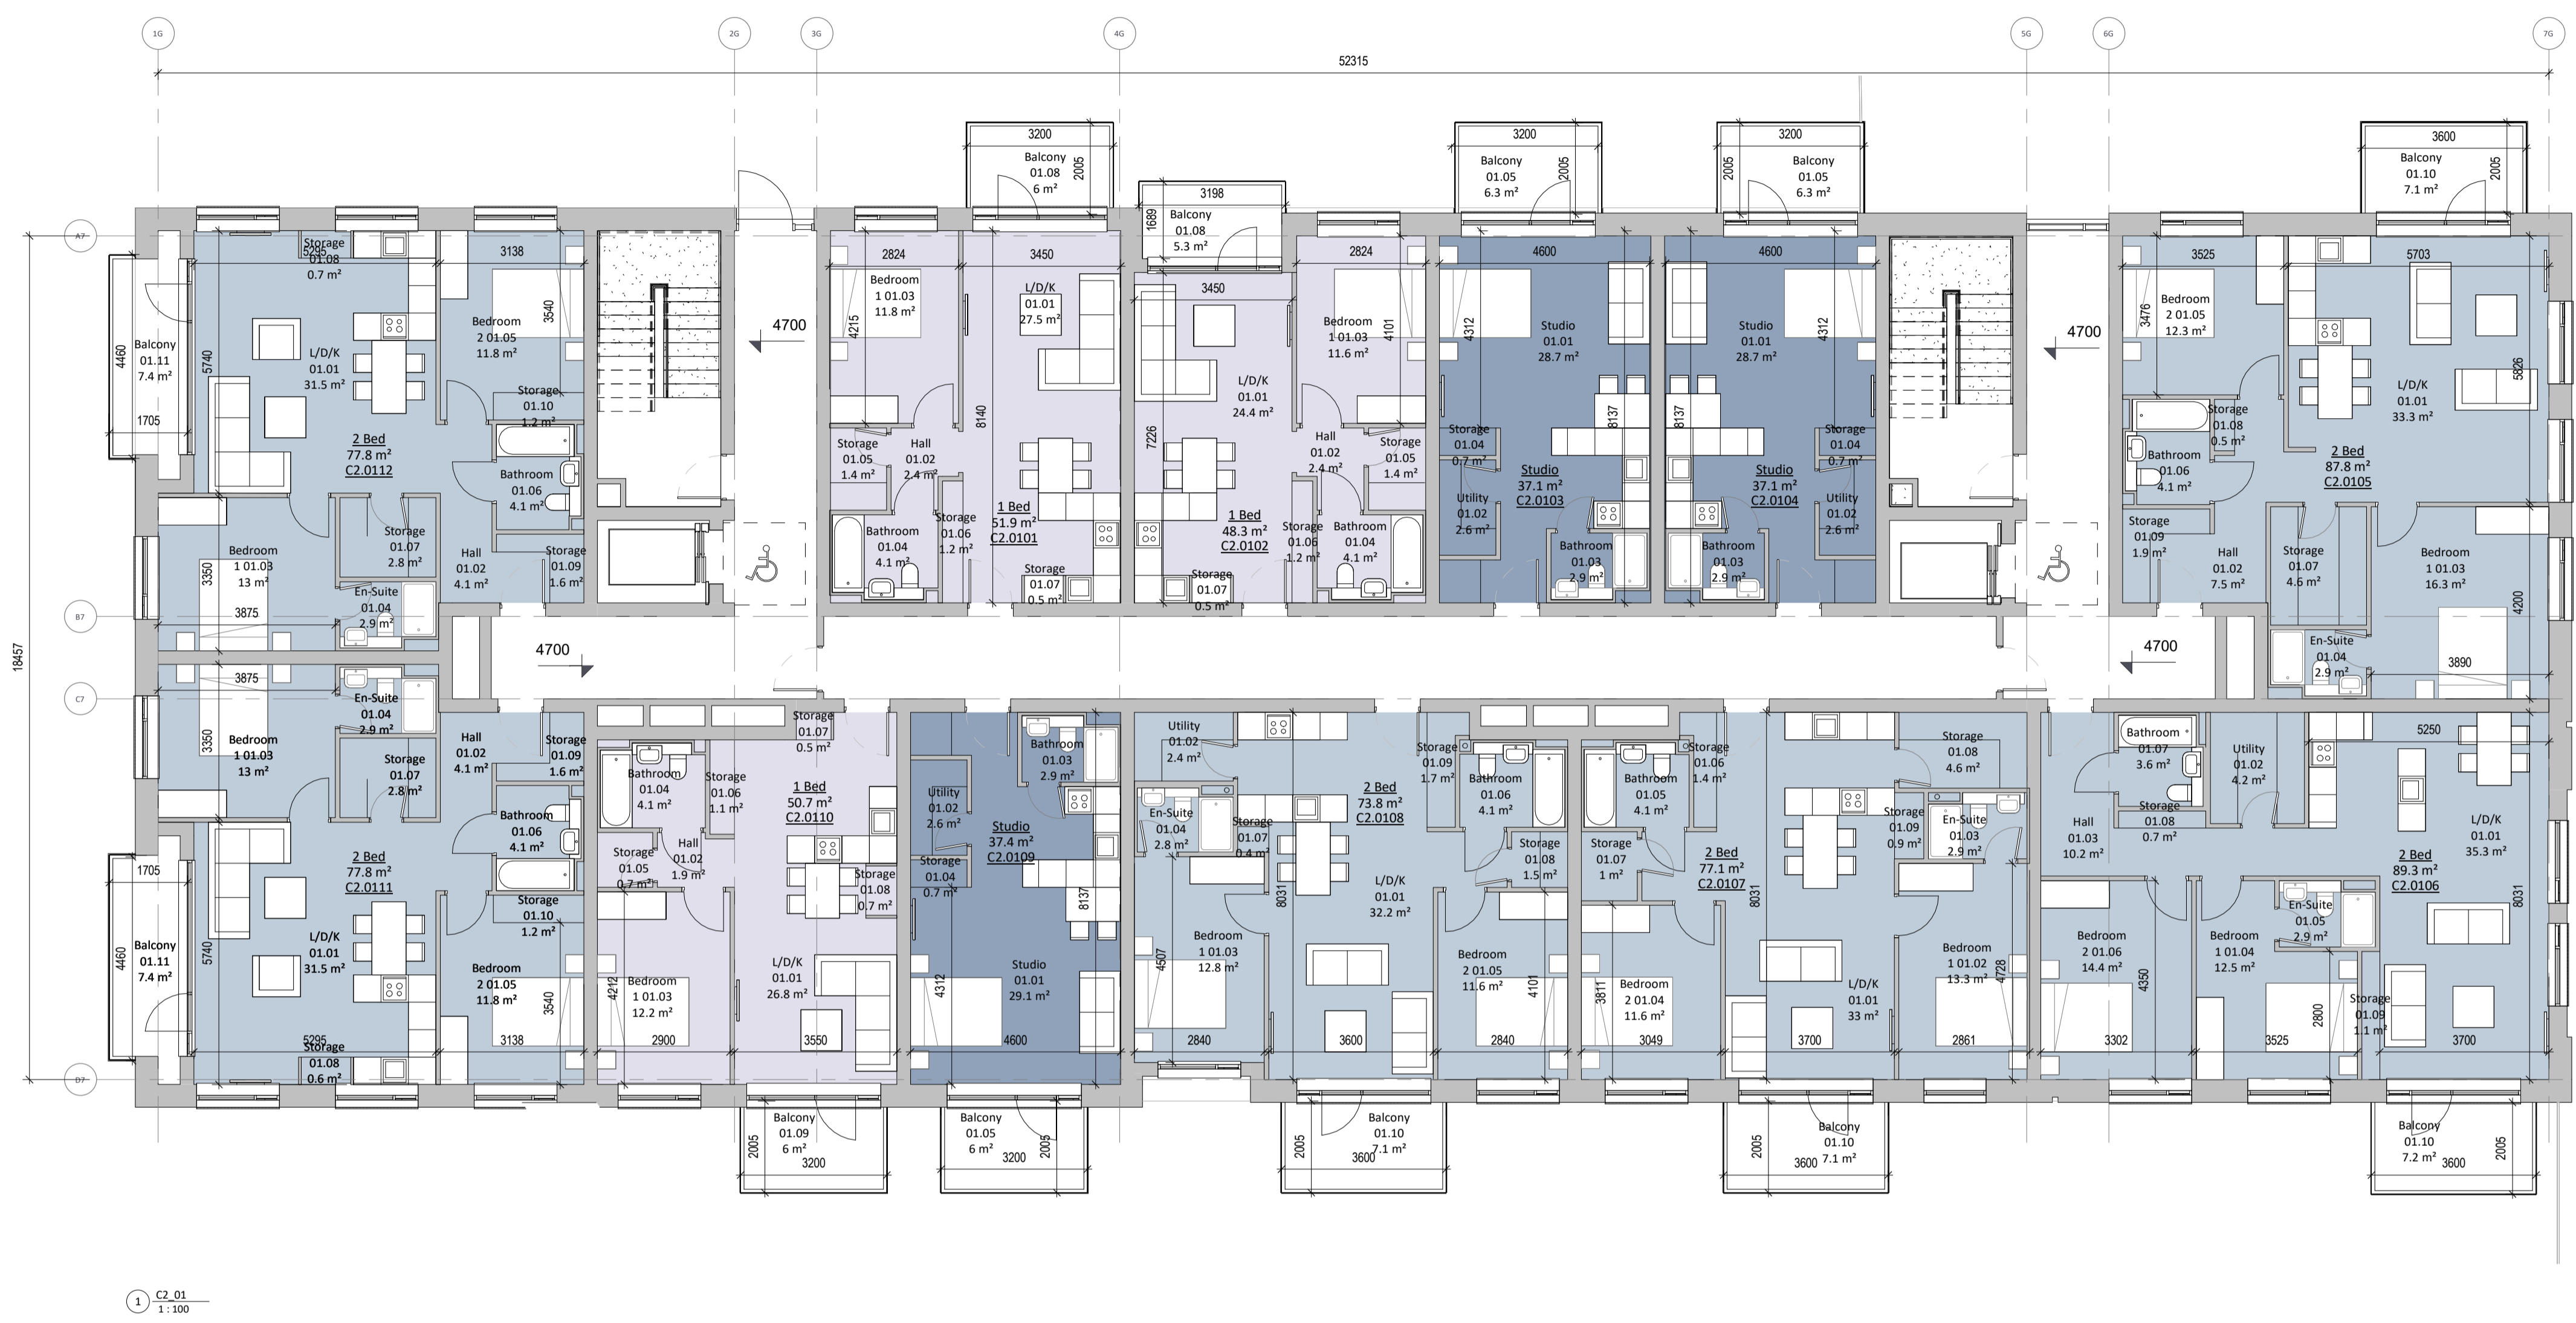 1G
2G
3G
4G
5G
6G
7G
52315
A7
B7
C7
D7
18457
3200
Balcony
01.08
6 m²
2005
3198
1689
Balcony
01.08
5.3 m²
3200
Balcony
01.05
6.3 m²
2005
3200
2005
Balcony
01.05
6.3 m²
3600
Balcony
01.10
7.1 m²
2005
Storage
5295
01.08
0.7 m²
4460
Balcony
01.11
7.4 m²
1705
5740
L/D/K
01.01
31.5 m²
2 Bed
77.8 m²
C2.0112
3138
3540
Bedroom
2 01.05
11.8 m²
Storage
01.10
1.2 m²
Bathroom
01.06
4.1 m²
Bedroom
1 01.03
13 m²
3350
3875
Storage
01.07
2.8 m²
Hall
01.02
4.1 m²
Storage
01.09
1.6 m²
En-Suite
01.04
2.9 m²
4700
2824
Bedroom
1 01.03
11.8 m²
4215
3450
L/D/K
01.01
27.5 m²
8140
Storage
01.05
1.4 m²
Hall
01.02
2.4 m²
Bathroom
01.04
4.1 m²
Storage
01.06
1.2 m²
1 Bed
51.9 m²
C2.0101
Storage
01.07
0.5 m²
3450
2824
Bedroom
1 01.03
11.6 m²
4101
L/D/K
01.01
24.4 m²
7226
Hall
01.02
2.4 m²
Storage
01.05
1.4 m²
1 Bed
48.3 m²
C2.0102
Storage
01.06
1.2 m²
Bathroom
01.04
4.1 m²
Storage
01.07
0.5 m²
4600
4312
Studio
01.01
28.7 m²
8137
Storage
01.04
0.7 m²
Studio
37.1 m²
C2.0103
Utility
01.02
2.6 m²
Bathroom
01.03
2.9 m²
4600
Studio
01.01
28.7 m²
4312
8137
Storage
01.04
0.7 m²
Studio
37.1 m²
C2.0104
Utility
01.02
2.6 m²
Bathroom
01.03
2.9 m²
4700
3525
3476
Bedroom
2 01.05
12.3 m²
5703
L/D/K
01.01
33.3 m²
5826
Storage
01.08
0.5 m²
Bathroom
01.06
4.1 m²
2 Bed
87.8 m²
C2.0105
Storage
01.09
1.9 m²
Hall
01.02
7.5 m²
Storage
01.07
4.6 m²
Bedroom
1 01.03
16.3 m²
4200
En-Suite
01.04
2.9 m²
3890
4700
4700
3875
En-Suite
01.04
2.9 m²
3350
Bedroom
1 01.03
13 m²
Storage
01.07
2.8 m²
Hall
01.02
4.1 m²
Storage
01.09
1.6 m²
Bathroom
01.06
4.1 m²
1705
2 Bed
77.8 m²
C2.0111
4460
Balcony
01.11
7.4 m²
5740
L/D/K
01.01
31.5 m²
Storage
01.10
1.2 m²
Bedroom
2 01.05
11.8 m²
3540
5295
Storage
01.08
0.6 m²
3138
Storage
01.07
0.5 m²
Bathroom
01.04
4.1 m²
Storage
01.06
1.1 m²
1 Bed
50.7 m²
C2.0110
Storage
01.05
0.7 m²
Hall
01.02
1.9 m²
Storage
01.08
0.7 m²
4212
Bedroom
1 01.03
12.2 m²
L/D/K
01.01
26.8 m²
2900
3550
Balcony
01.09
6 m²
2005
3200
Bathroom
01.03
2.9 m²
Utility
01.02
2.6 m²
Studio
37.4 m²
C2.0109
Storage
01.04
0.7 m²
8137
4312
Studio
01.01
29.1 m²
4600
Balcony
01.05
6 m²
3200
2005
Utility
01.02
2.4 m²
En-Suite
01.04
2.8 m²
Storage
01.07
0.4 m²
2 Bed
73.8 m²
C2.0108
Storage
01.09
1.7 m²
Bathroom
01.06
4.1 m²
Storage
01.08
1.5 m²
8031
L/D/K
01.01
32.2 m²
4507
Bedroom
1 01.03
12.8 m²
Bedroom
2 01.05
11.6 m²
4101
2840
3600
2840
Balcony
01.10
7.1 m²
2005
3600
Bathroom
01.05
4.1 m²
Storage
01.06
1.4 m²
Storage
01.07
1 m²
2 Bed
77.1 m²
C2.0107
8031
Storage
01.08
4.6 m²
Storage
01.09
0.9 m²
En-Suite
01.03
2.9 m²
3811
Bedroom
2 01.04
11.6 m²
L/D/K
01.01
33 m²
Bedroom
1 01.02
13.3 m²
4728
3049
3700
2861
Balcony
01.10
7.1 m²
2005
3600
Bathroom
01.07
3.6 m²
Utility
01.02
4.2 m²
5250
Hall
01.03
10.2 m²
Storage
01.08
0.7 m²
L/D/K
01.01
35.3 m²
2 Bed
89.3 m²
C2.0106
8031
En-Suite
01.05
2.9 m²
Bedroom
2 01.06
14.4 m²
4350
Bedroom
1 01.04
12.5 m²
2800
Storage
01.09
1.1 m²
3302
3525
3700
Balcony
01.10
7.2 m²
3600
2005
1
C2_01
1 : 100